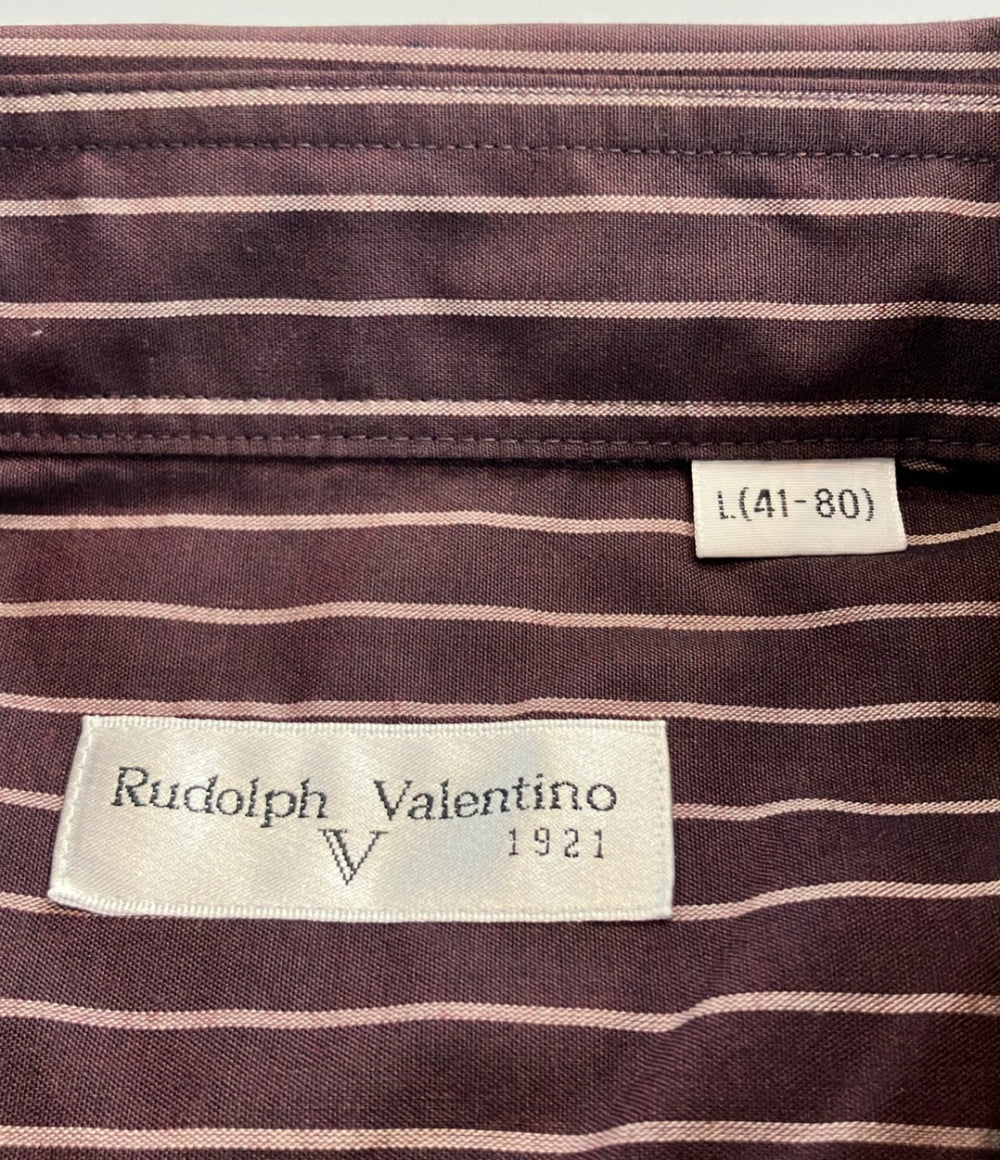 L(41-80)
Rudolph Valentino
V 1921